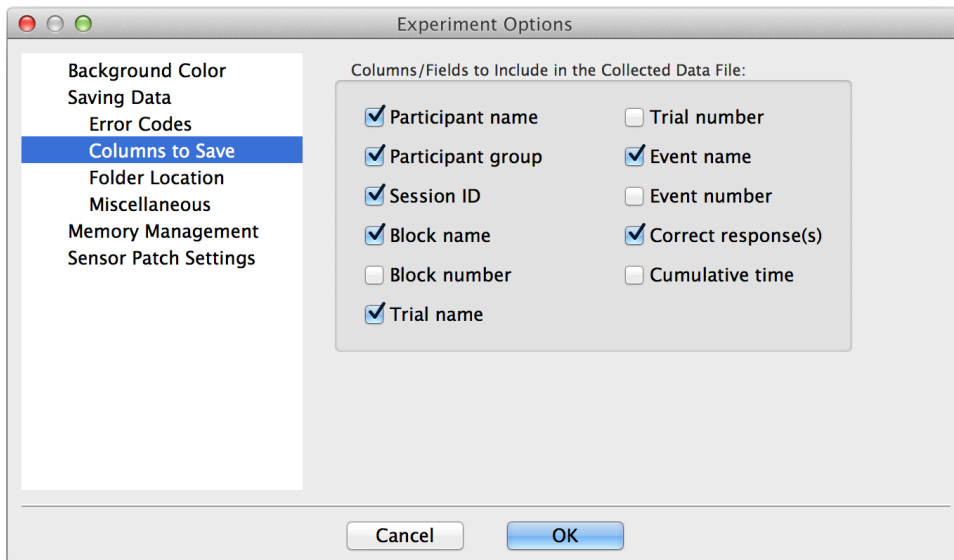 Experiment Options
Background Color
Saving Data
Error Codes
Columns to Save
Folder Location
Miscellaneous
Memory Management
Sensor Patch Settings
Columns/Fields to Include in the Collected Data File:
Participant name
Participant group
Session ID
Block name
Block number
Trial name
Trial number
Event name
Event number
Correct response(s)
Cumulative time
Cancel
OK